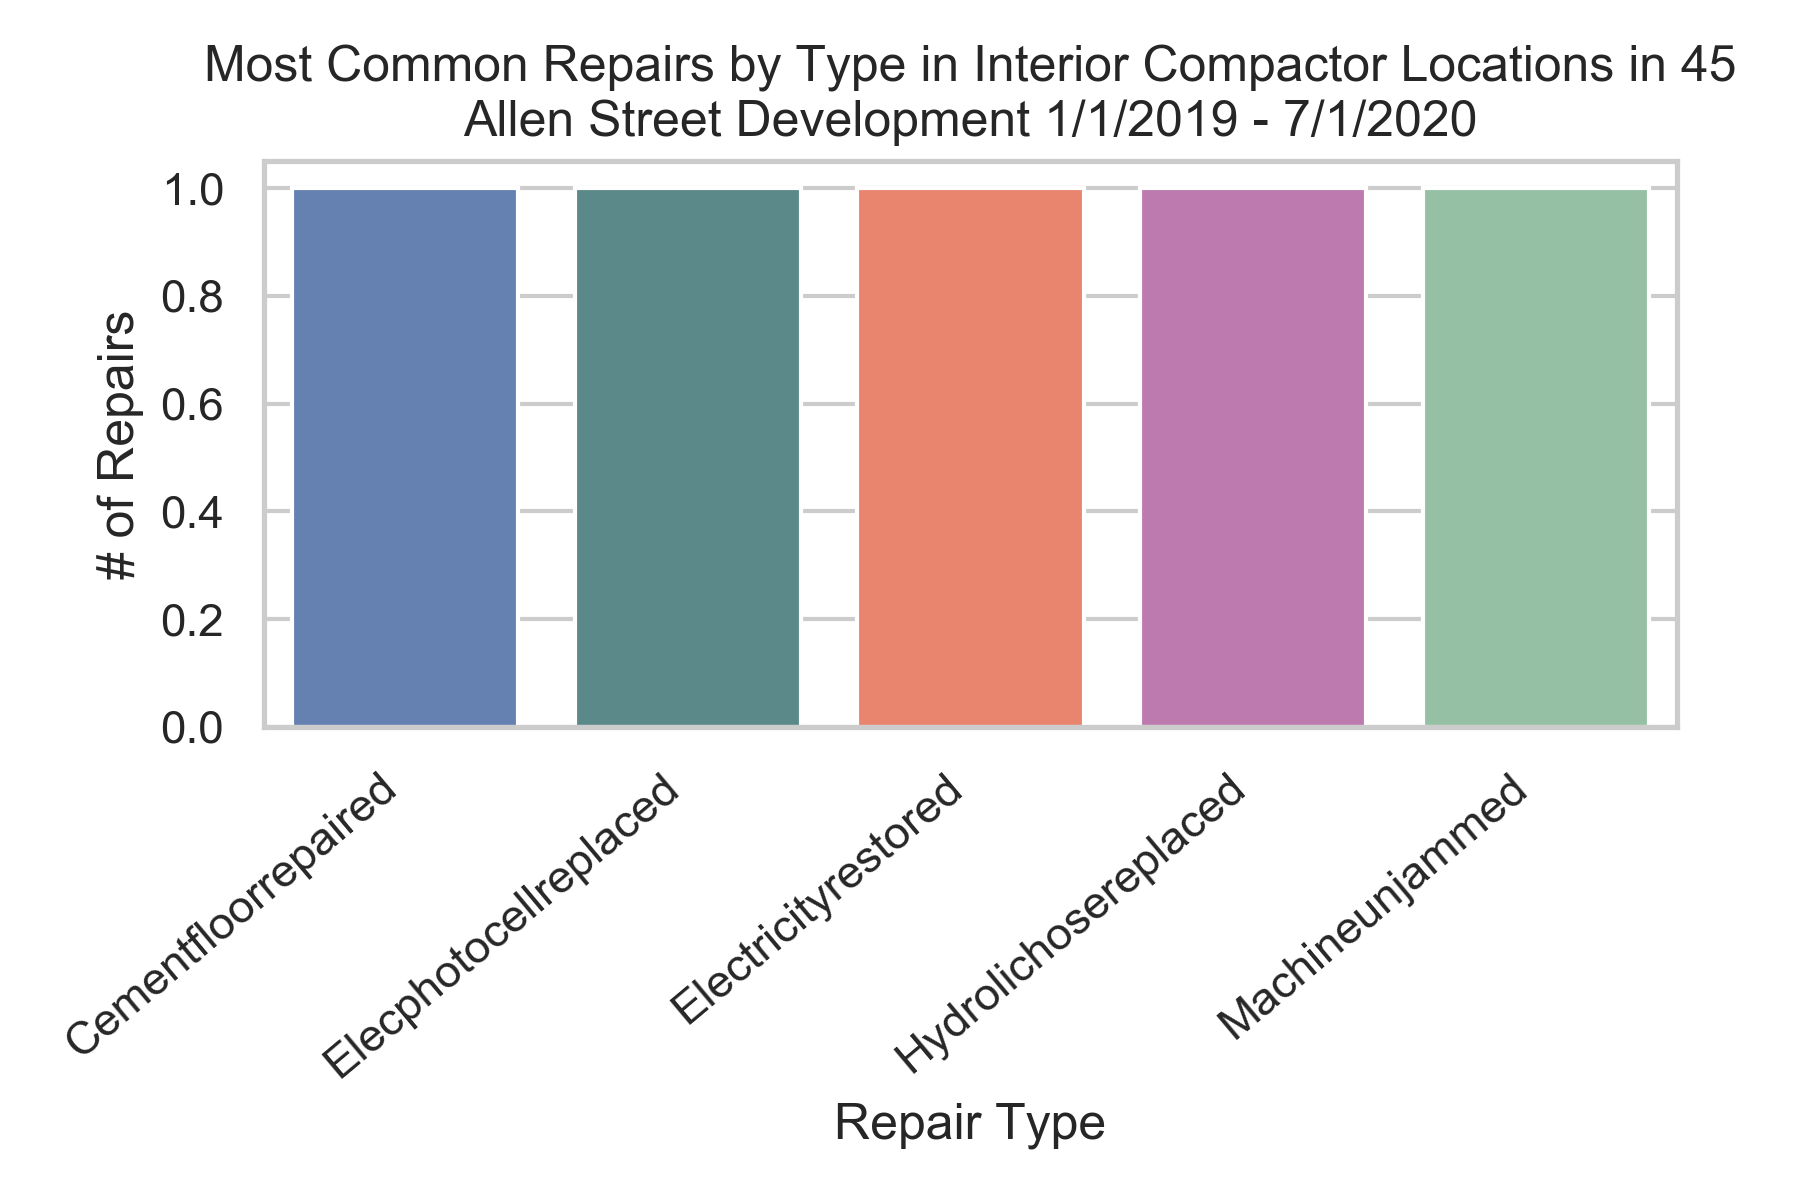 Most Common Repairs by Type in Interior Compactor Locations in 45
Allen Street Development 1/1/2019 - 7/1/2020
# of Repairs
1.0
0.8
0.6
0.4
0.2
0.0
Cementfloorrepaired
Elecphotocellreplaced
Electricityrestored
Hydrolichosereplaced
Machineunjammed
Repair Type